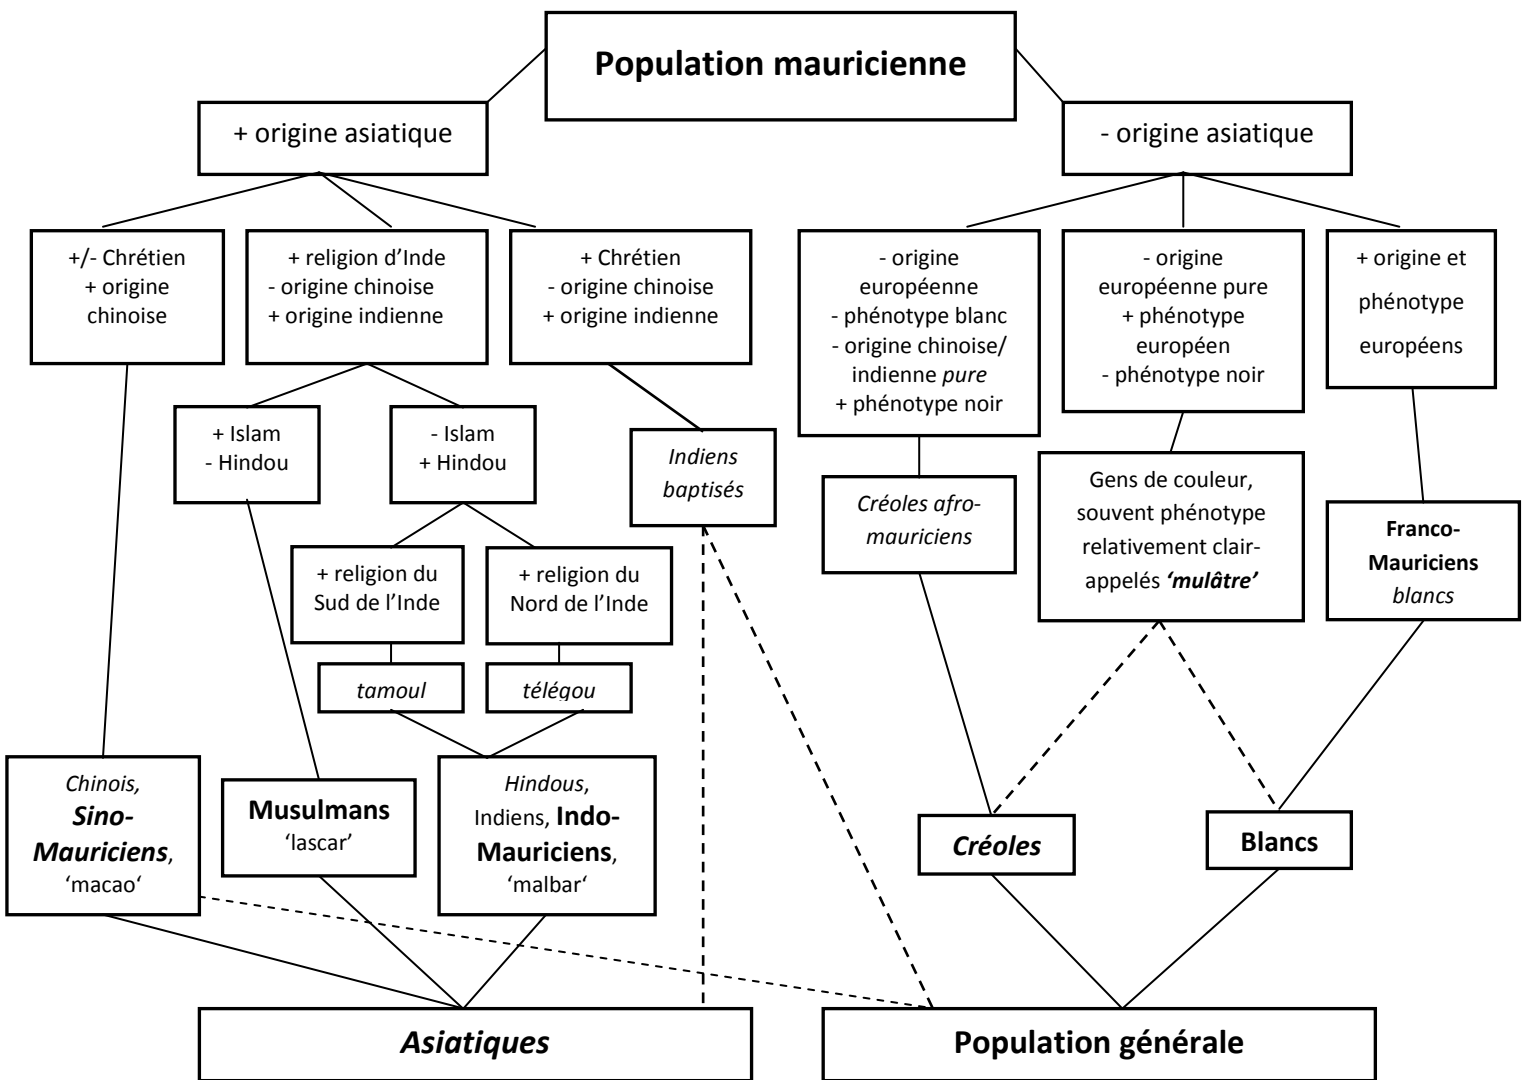 Population mauricienne
+ origine asiatique
- origine asiatique
+/- Chrétien
+ origine
chinoise
+ religion d’Inde
- origine chinoise
+ origine indienne
+ Chrétien
- origine chinoise
+ origine indienne
- origine
européenne
- phénotype blanc
- origine chinoise/
indienne pure
+ phénotype noir
- origine
européenne pure
+ phénotype
européen
- phénotype noir
+ origine et
phénotype
européens
+ Islam
- Hindou
- Islam
+ Hindou
Indiens
baptisés
Créoles afro-
mauriciens
Gens de couleur,
souvent phénotype
relativement clair-
appelés ‘mulâtre’
Franco-
Mauriciens
blancs
+ religion du
Sud de l’Inde
+ religion du
Nord de l’Inde
tamoul
télégou
Chinois,
Sino-
Mauriciens,
‘macao‘
Musulmans
‘lascar’
Hindous,
Indiens, Indo-
Mauriciens,
‘malbar‘
Créoles
Blancs
Asiatiques
Population générale